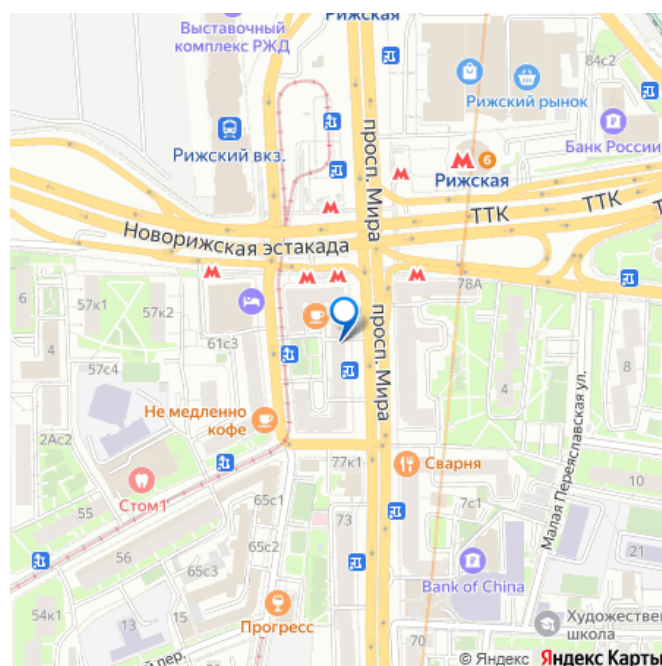 Выставочный
комплекс РЖД
Рижская
84с2
Рижский рынок
Банк России
Рижский вкз.
просп. Мира
6
Рижская
ТТК
ТТК
Новорижская эстакада
78А
6
57к1
57к2
61с3
4
57с4
просп. Мира
4
8
Малая Переяславская ул.
Не медленно
кофе
2Ас2
77к1
Сварня
Стом1
65с1
7с1
10
55
73
56
65с2
65с3
21
Bank of China
54к1
13
15
Прогресс
70
Художествен
школа
й пер.
© Яндекс Яндекс Карты